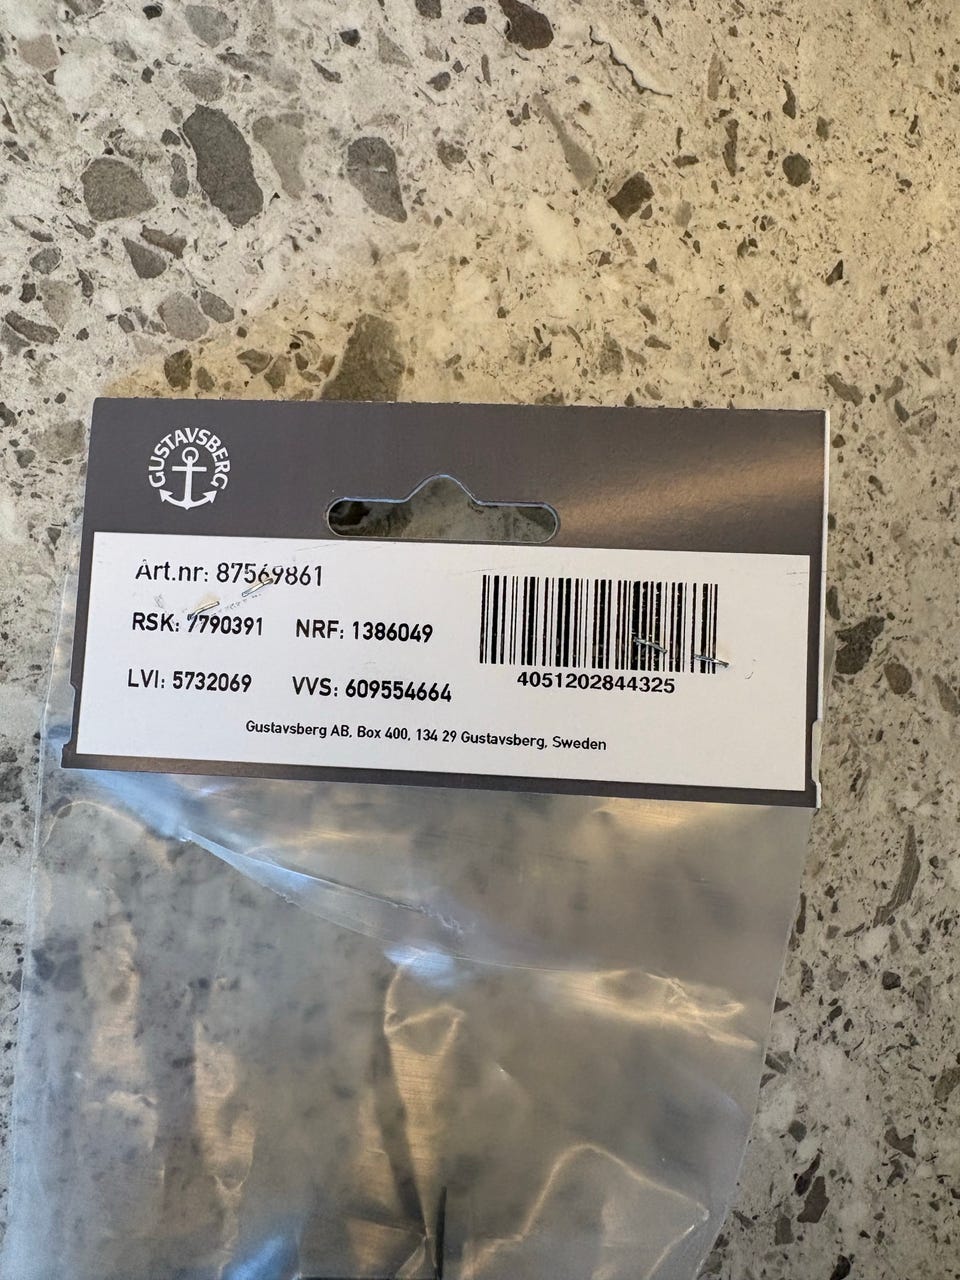 GUSTAVSBERG
Art.nr: 87569861
RSK: 7790391 NRF: 1386049
LVI: 5732069 VVS: 609554664
4051202844325
Gustavsberg AB, Box 400, 134 29 Gustavsberg, Sweden